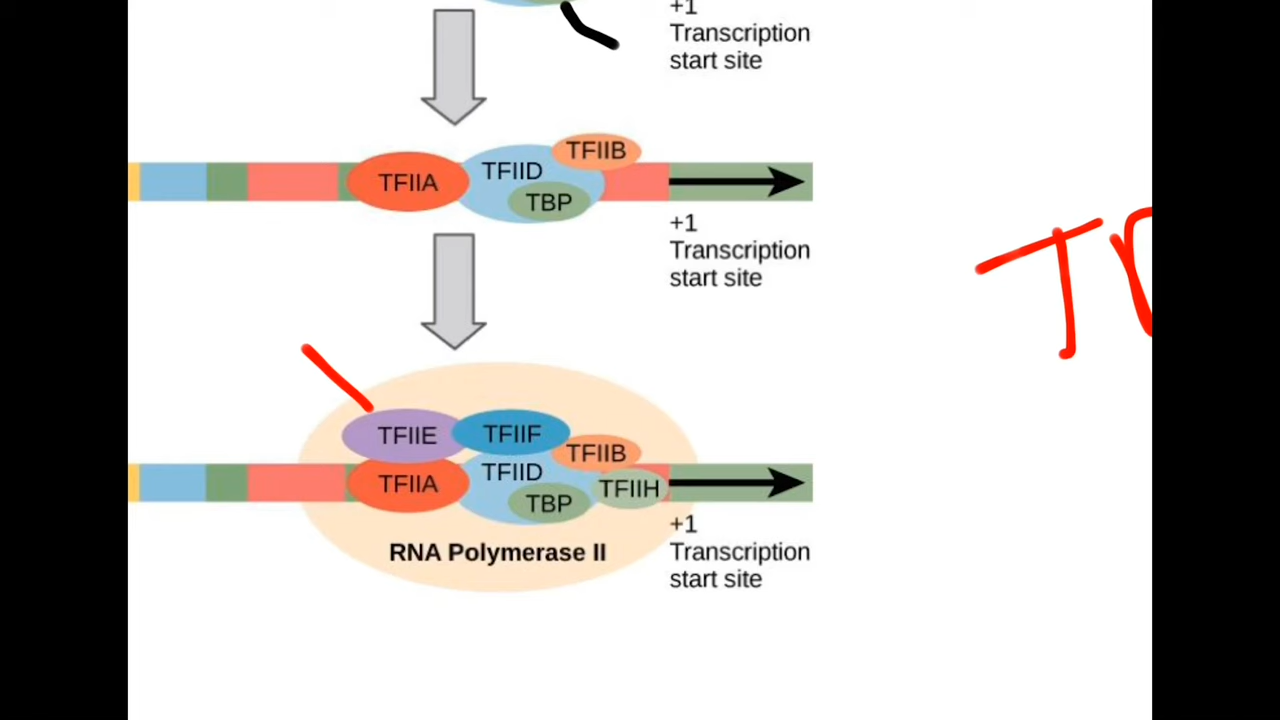 +1
Transcription
start site
TFIIB
TFIID
TFIIA
TBP
+1
Transcription
start site
TFIIE
TFIIF
TFIIB
TFIID
TFIIA
TFIIH
TBP
+1
Transcription
start site
RNA Polymerase II